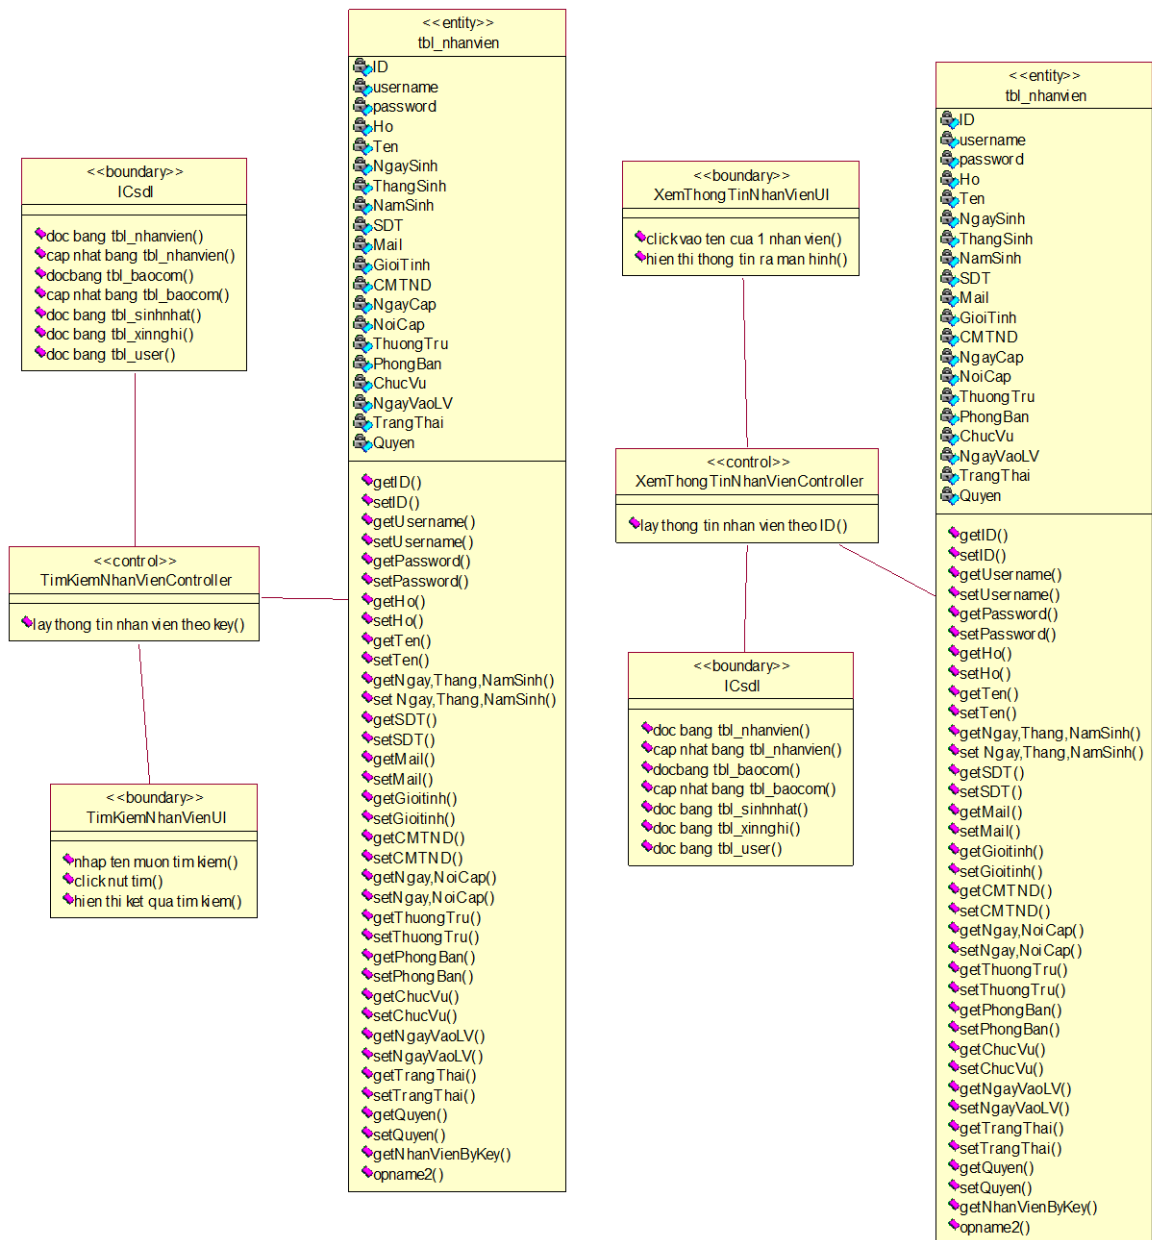 <<entity>>
tbl_nhanvien
ID
username
password
Ho
Ten
NgaySinh
ThangSinh
NamSinh
SDT
Mail
GioiTinh
CMTND
NgayCap
NoiCap
ThuongTru
PhongBan
ChucVu
NgayVaoLV
TrangThai
Quyen
getID()
setID()
getUsername()
setUsername()
getPassword()
setPassword()
getHo()
setHo()
getTen()
setTen()
getNgay,Thang,NamSinh()
set Ngay,Thang,NamSinh()
getSDT()
setSDT()
getMail()
setMail()
getGioitinh()
setGioitinh()
getCMTND()
setCMTND()
getNgay,NoiCap()
setNgay,NoiCap()
getThuongTru()
setThuongTru()
getPhongBan()
setPhongBan()
getChucVu()
setChucVu()
getNgayVaoLV()
setNgayVaoLV()
getTrangThai()
setTrangThai()
getQuyen()
setQuyen()
getNhanVienByKey()
opname2()
<<boundary>>
ICsdl
doc bang tbl_nhanvien()
cap nhat bang tbl_nhanvien()
docbang tbl_baocom()
cap nhat bang tbl_baocom()
doc bang tbl_sinhnhat()
doc bang tbl_xinnghi()
doc bang tbl_user()
<<control>>
TimKiemNhanVienController
lay thong tin nhan vien theo key()
<<boundary>>
TimKiemNhanVienUI
nhap ten muon tim kiem()
click nut tim()
hien thi ket qua tim kiem()
<<boundary>>
XemThongTinNhanVienUI
click vao ten cua 1 nhan vien()
hien thi thong tin ra man hinh()
<<control>>
XemThongTinNhanVienController
lay thong tin nhan vien theo ID()
<<boundary>>
ICsdl
doc bang tbl_nhanvien()
cap nhat bang tbl_nhanvien()
docbang tbl_baocom()
cap nhat bang tbl_baocom()
doc bang tbl_sinhnhat()
doc bang tbl_xinnghi()
doc bang tbl_user()
<<entity>>
tbl_nhanvien
ID
username
password
Ho
Ten
NgaySinh
ThangSinh
NamSinh
SDT
Mail
GioiTinh
CMTND
NgayCap
NoiCap
ThuongTru
PhongBan
ChucVu
NgayVaoLV
TrangThai
Quyen
getID()
setID()
getUsername()
setUsername()
getPassword()
setPassword()
getHo()
setHo()
getTen()
setTen()
getNgay,Thang,NamSinh()
set Ngay,Thang,NamSinh()
getSDT()
setSDT()
getMail()
setMail()
getGioitinh()
setGioitinh()
getCMTND()
setCMTND()
getNgay,NoiCap()
setNgay,NoiCap()
getThuongTru()
setThuongTru()
getPhongBan()
setPhongBan()
getChucVu()
setChucVu()
getNgayVaoLV()
setNgayVaoLV()
getTrangThai()
setTrangThai()
getQuyen()
setQuyen()
getNhanVienByKey()
opname2()